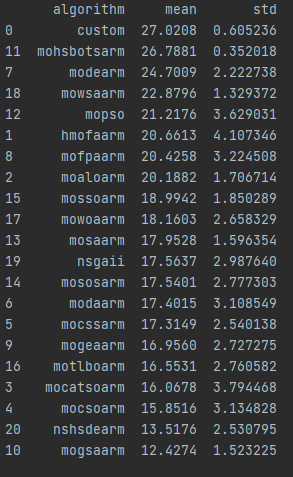 algorithm mean std
0 custom 27.0208 0.605236
11 mohsbotsarm 26.7881 0.352018
7 modearm 24.7009 2.222738
18 mowsaarm 22.8796 1.329372
12 mopso 21.2176 3.629031
1 hmofaarm 20.6613 4.107346
8 mofpaarm 20.4258 3.224508
2 moaloarm 20.1882 1.706714
15 mossoarm 18.9942 1.850289
17 mowoaarm 18.1603 2.658329
13 mosaarm 17.9528 1.596354
19 nsgaii 17.5637 2.987640
14 mososarm 17.5401 2.777303
6 modaarm 17.4015 3.108549
5 mocssarm 17.3149 2.540138
9 mogeaarm 16.9560 2.727275
16 motlboarm 16.5531 2.760582
3 mocatsoarm 16.0678 3.794468
4 mocsoarm 15.8516 3.134828
20 nshsdearm 13.5176 2.530795
10 mogsaarm 12.4274 1.523225